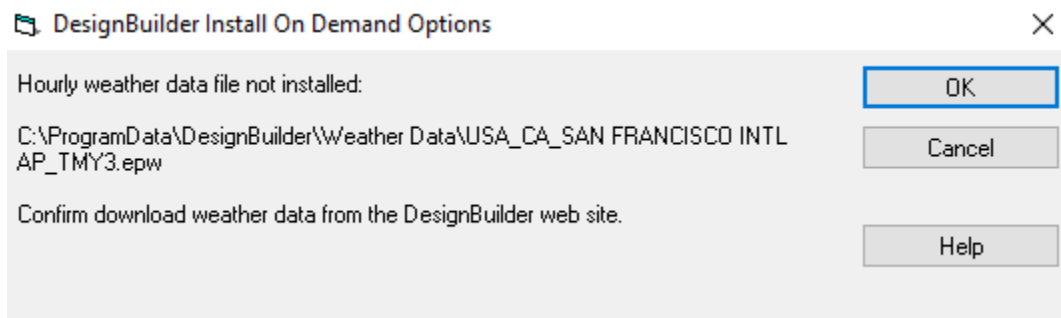 DesignBuilder Install On Demand Options
Hourly weather data file not installed:
OK
C:\ProgramData\DesignBuilder\Weather Data\USA_CA_SAN FRANCISCO INTL
AP_TMY3.epw
Cancel
Confirm download weather data from the DesignBuilder web site.
Help